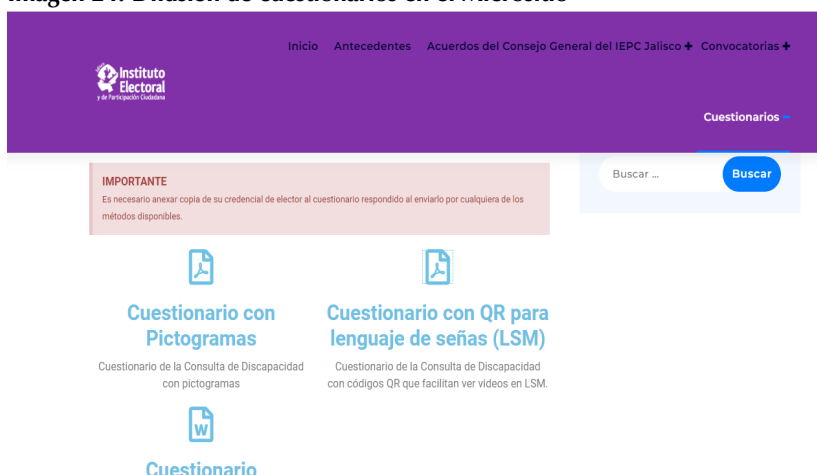 Imagen 24. Difusión de cuestionarios en el Micrositio
Inicio Antecedentes Acuerdos del Consejo General del IEPC Jalisco + Convocatorias +
Instituto
Electoral
y de Participación Ciudadana
Cuestionarios –
IMPORTANTE
Es necesario anexar copia de su credencial de elector al cuestionario respondido al enviarlo por cualquiera de los
métodos disponibles.
Buscar ...
Buscar
Cuestionario con
Pictogramas
Cuestionario de la Consulta de Discapacidad
con pictogramas
Cuestionario con QR para
lenguaje de señas (LSM)
Cuestionario de la Consulta de Discapacidad
con códigos QR que facilitan ver videos en LSM.
W
Cuestionario